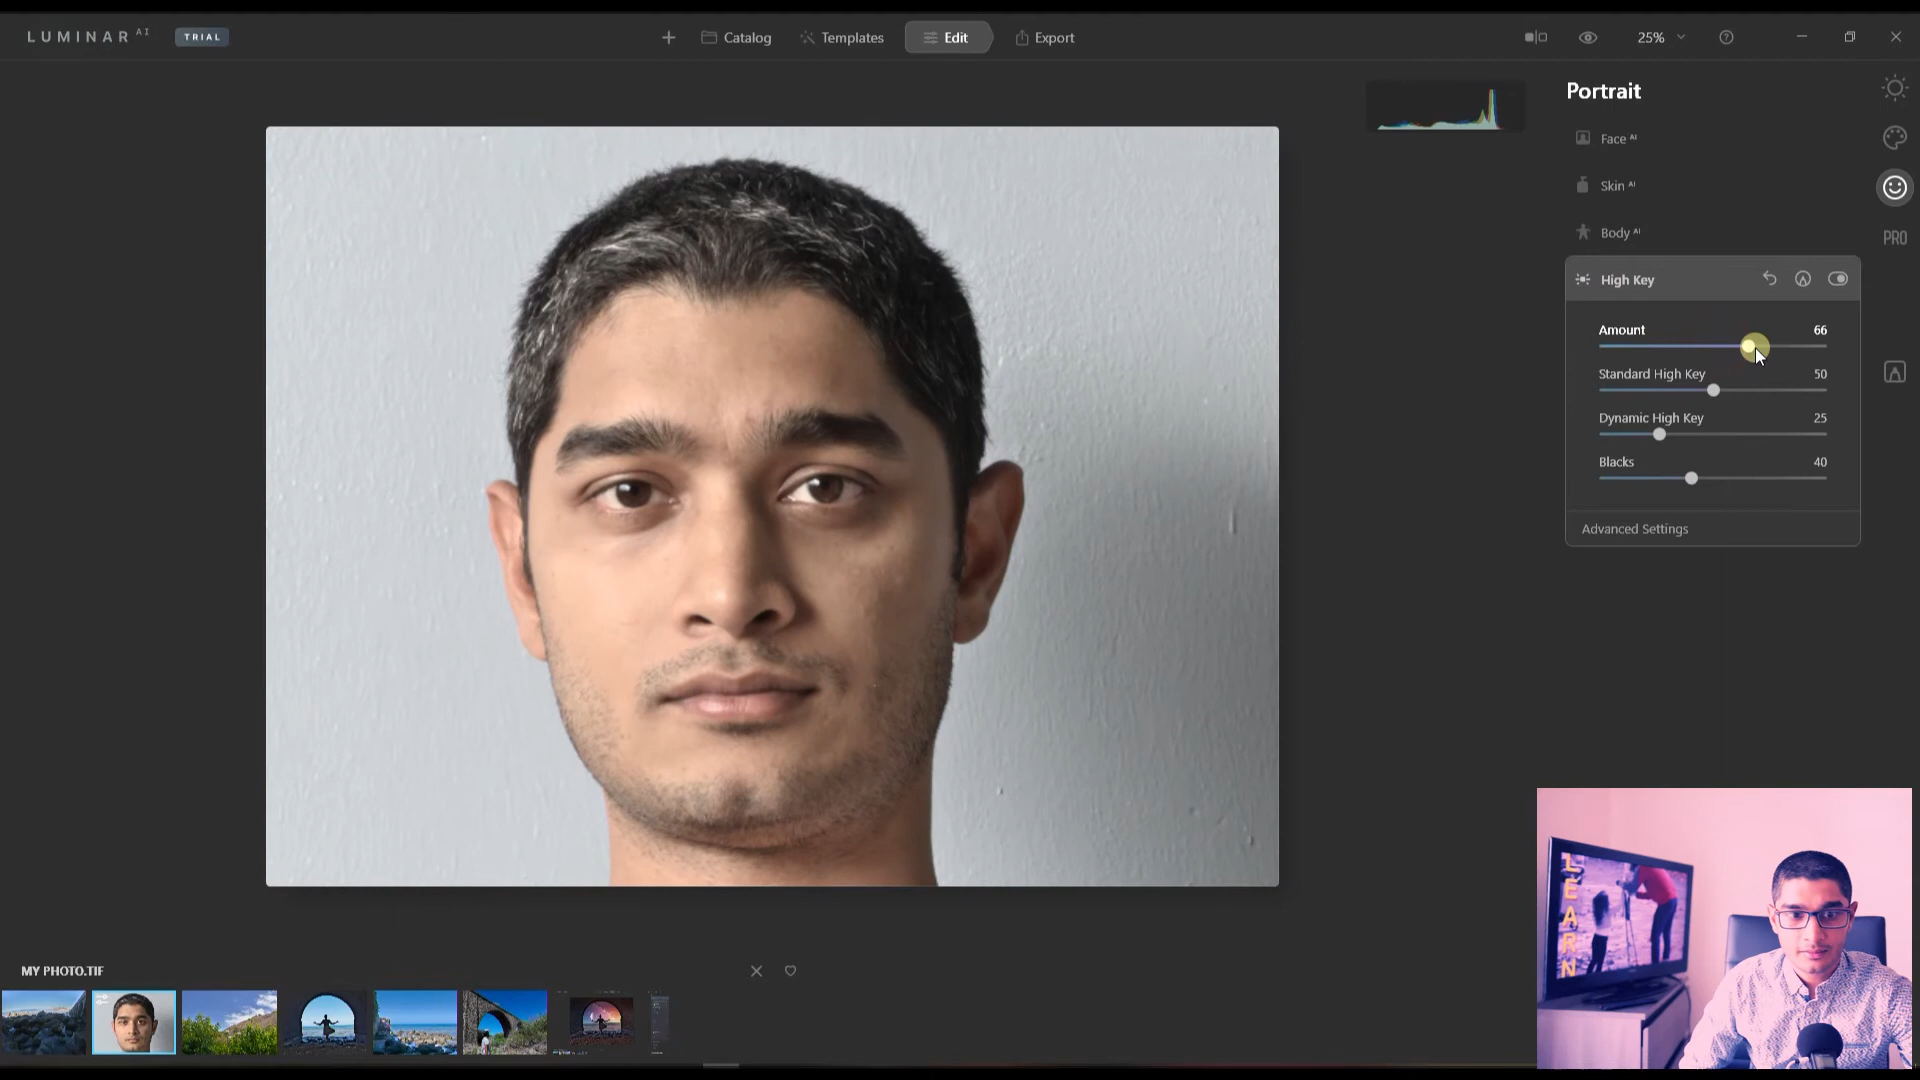 LUMINAR AI TRIAL
Catalog Templates Edit Export 25%
Portrait
Face AI
Skin AI
Body AI
PRO
High Key
Amount 66
Standard High Key 50
Dynamic High Key 25
Blacks 40
Advanced Settings
LEARN
MY PHOTO.TIF